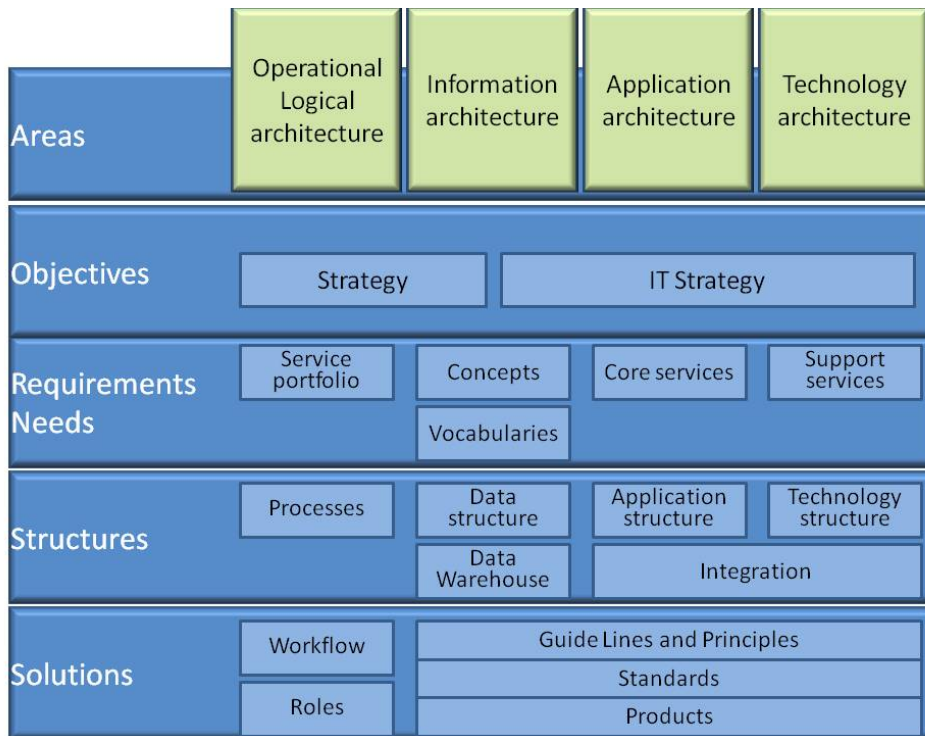 Areas
Operational
Logical
architecture
Information
architecture
Application
architecture
Technology
architecture
Objectives
Strategy
IT Strategy
Requirements
Needs
Service
portfolio
Concepts
Core services
Support
services
Vocabularies
Structures
Processes
Data
structure
Application
structure
Technology
structure
Data
Warehouse
Integration
Solutions
Workflow
Roles
Guide Lines and Principles
Standards
Products